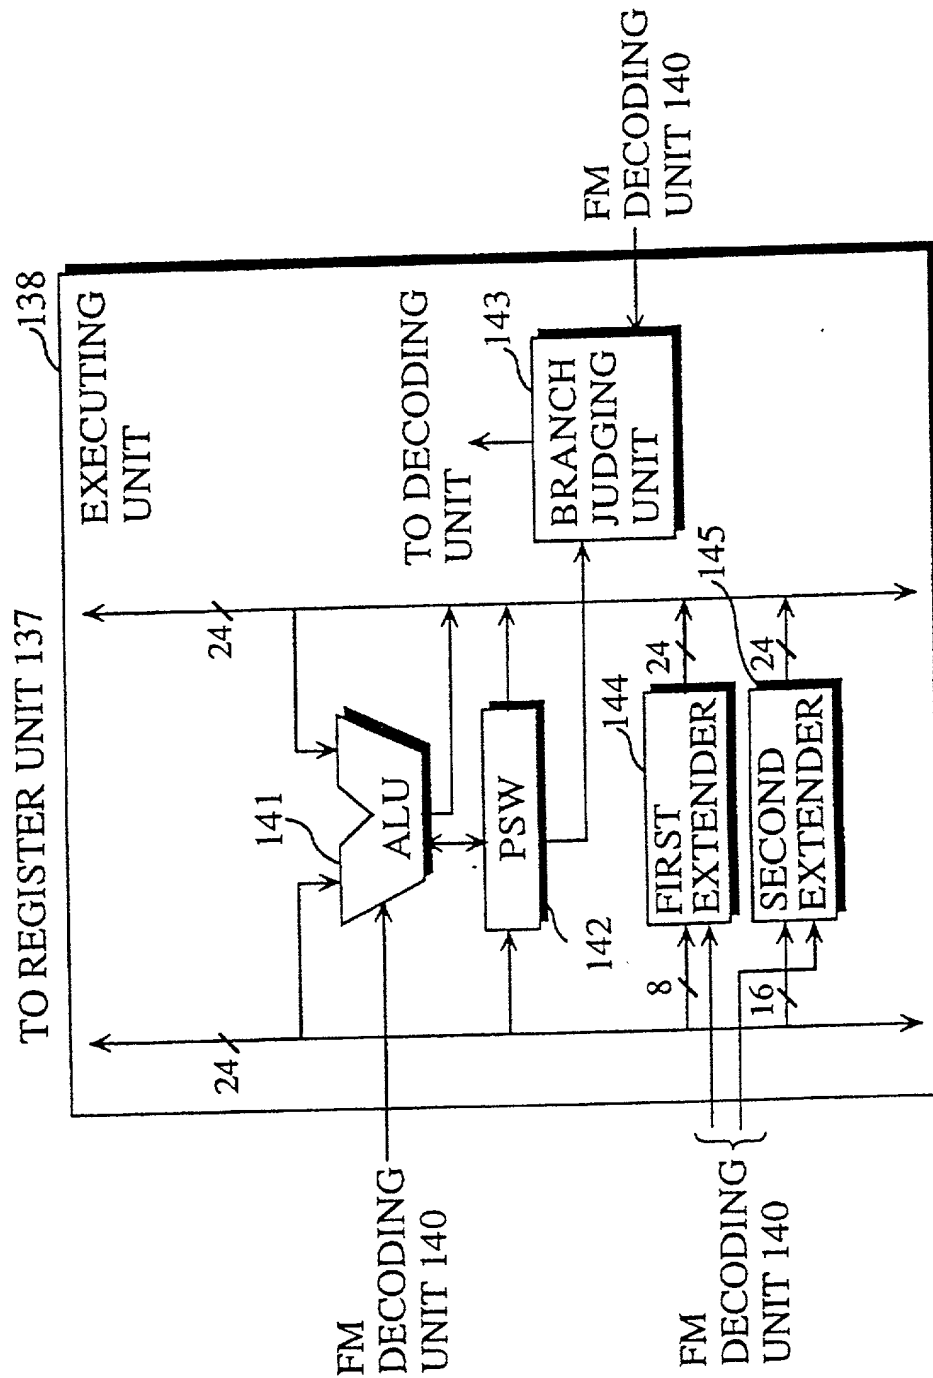 TO REGISTER UNIT 137
138
EXECUTING
UNIT
24
24
141
ALU
FM
DECODING
UNIT 140
TO DECODING
UNIT
PSW
142
143
BRANCH
JUDGING
UNIT
FM
DECODING
UNIT 140
144
8
FIRST
EXTENDER
24
145
16
SECOND
EXTENDER
24
FM
DECODING
UNIT 140